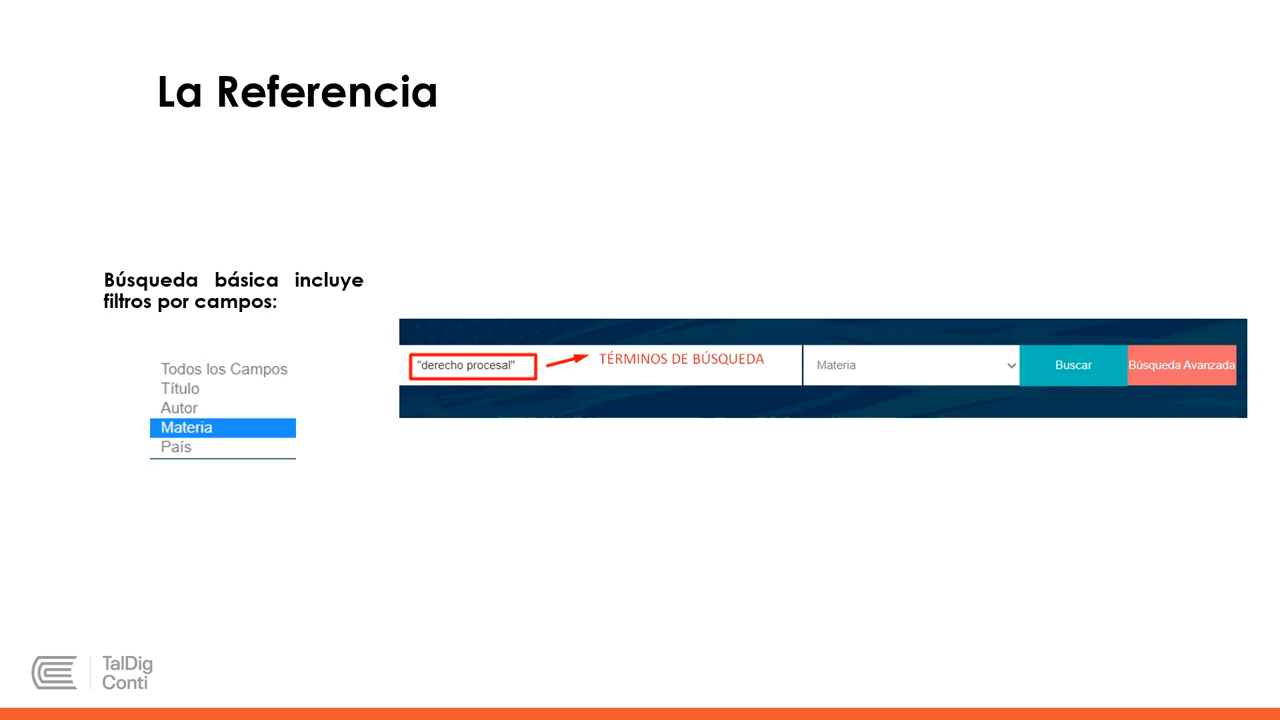 La Referencia
Búsqueda básica incluye
filtros por campos:
Todos los Campos
Título
Autor
Materia
País
"derecho procesal"
TÉRMINOS DE BÚSQUEDA
Materia
Buscar
Búsqueda Avanzada
TalDig
Conti